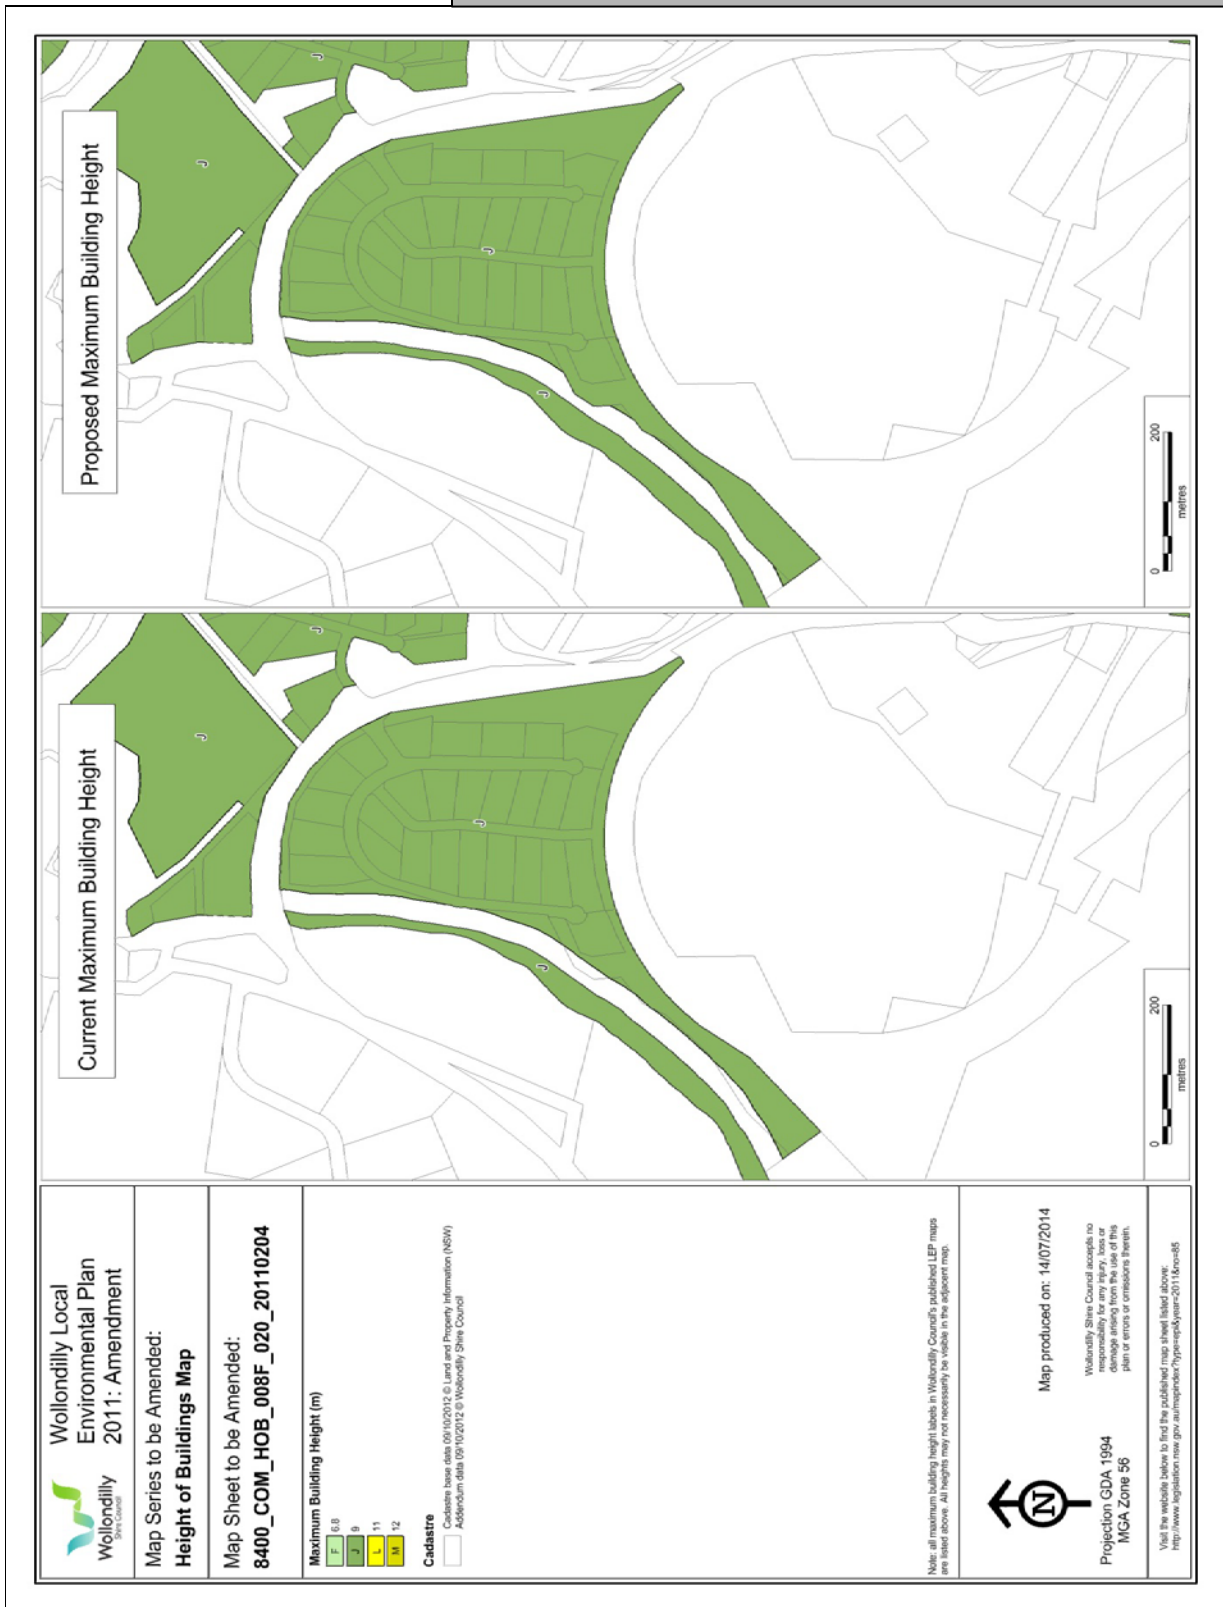 Wollondilly
Shire Council
Wollondilly Local
Environmental Plan
2011: Amendment
Map Series to be Amended:
Height of Buildings Map
Map Sheet to be Amended:
8400_COM_HOB_008F_020_20110204
Maximum Building Height (m)
F 6.8
J 9
L 11
M 12
Cadastre
Cadastre base data 09/10/2012 © Land and Property Information (NSW)
Addendum data 09/10/2012 © Wollondilly Shire Council
Note: all maximum building height labels in Wollondilly Council's published LEP maps
are listed above. All heights may not necessarily be visible in the adjacent map.
N
Projection GDA 1994
MGA Zone 56
Map produced on: 14/07/2014
Wollondilly Shire Council accepts no
responsibility for any injury, loss or
damage arising from the use of this
plan or errors or omissions therein.
Visit the website below to find the published map sheet listed above:
http://www.legislation.nsw.gov.au/mapindex?type=epi&year=2011&no=85
Current Maximum Building Height
J
J
J
J
0 200
metres
Proposed Maximum Building Height
J
J
J
J
0 200
metres